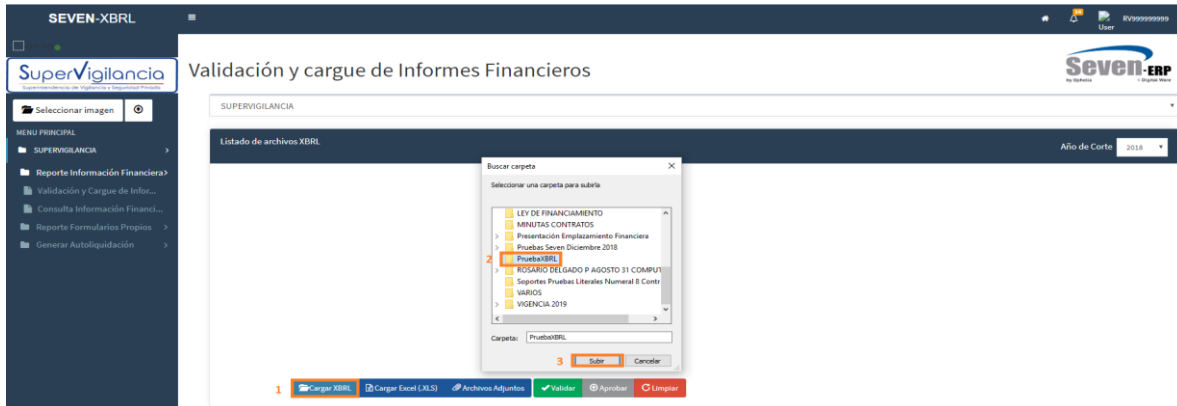 SEVEN-XBRL
User
RV999999999
SuperVigilancia
Superintendencia de Vigilancia y Seguridad Privada
Seleccionar imagen
MENU PRINCIPAL
SUPERVIGILANCIA
Reporte Información Financiera
Validación y Cargue de Infor...
Consulta Información Financi...
Reporte Formularios Propios
Generar Autoliquidación
Validación y cargue de Informes Financieros
Seven-ERP
by Ophelia
Digital Ware
SUPERVIGILANCIA
Listado de archivos XBRL
Año de Corte 2018
Buscar carpeta
Seleccionar una carpeta para subirla
LEY DE FINANCIAMIENTO
MINUTAS CONTRATOS
Presentación Emplazamiento Financiera
Pruebas Seven Diciembre 2018
2 PruebaXBRL
ROSARIO DELGADO P AGOSTO 31 COMPUT
Soportes Pruebas Literales Numeral 8 Contr
VARIOS
VIGENCIA 2019
Carpeta: PruebaXBRL
3 Subir Cancelar
1 Cargar XBRL Cargar Excel (.XLS) Archivos Adjuntos Validar Aprobar Limpiar